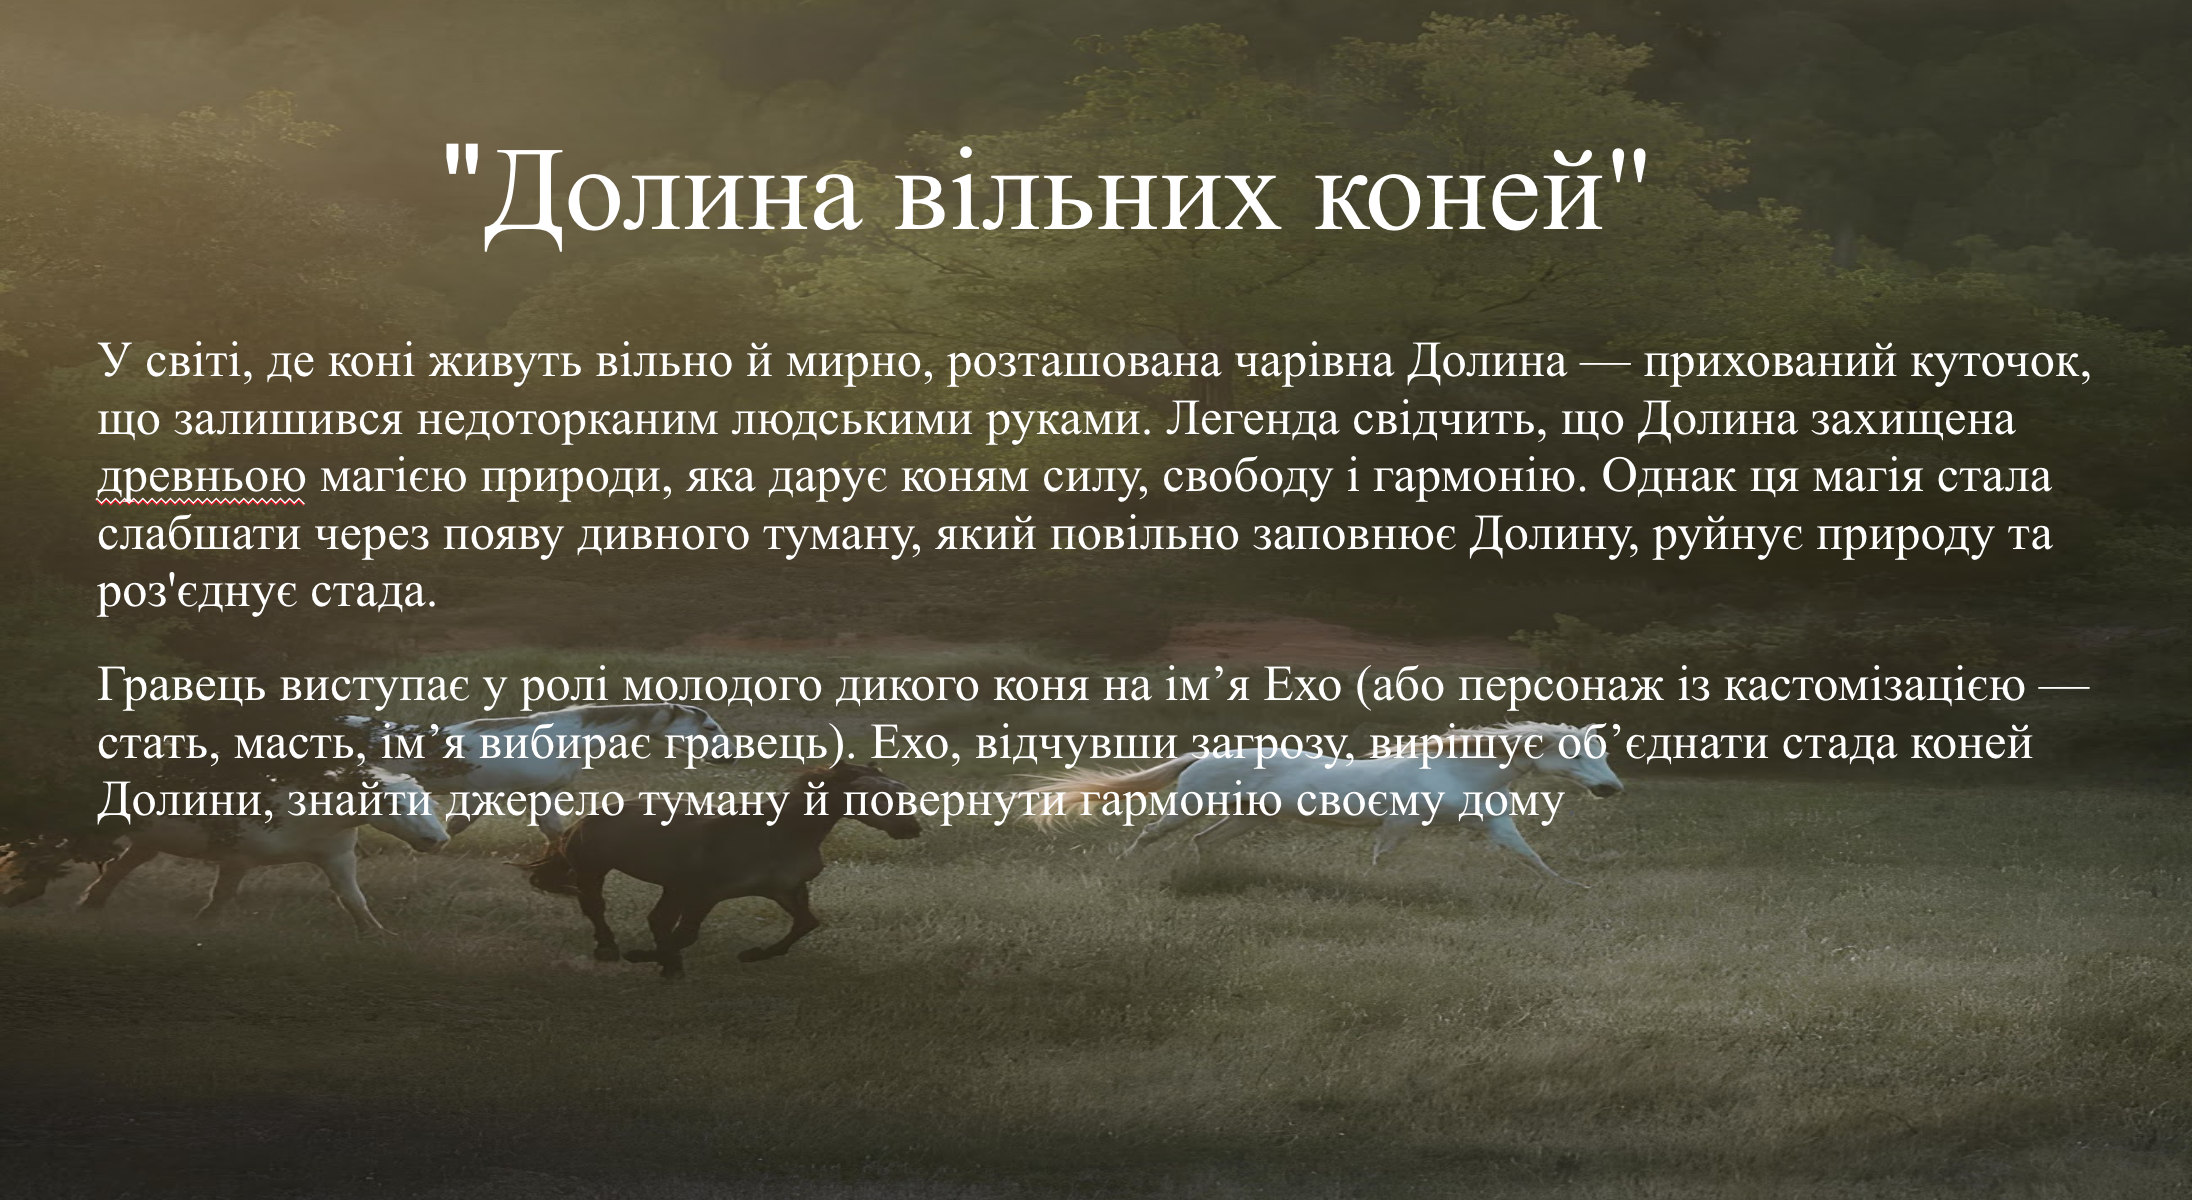 "Долина вільних коней"
У світі, де коні живуть вільно й мирно, розташована чарівна Долина — прихований куточок,
що залишився недоторканим людськими руками. Легенда свідчить, що Долина захищена
древньою магією природи, яка дарує коням силу, свободу і гармонію. Однак ця магія стала
слабшати через появу дивного туману, який повільно заповнює Долину, руйнує природу та
роз'єднує стада.
Гравець виступає у ролі молодого дикого коня на ім’я Ехо (або персонаж із кастомізацією —
стать, масть, ім’я вибирає гравець). Ехо, відчувши загрозу, вирішує об’єднати стада коней
Долини, знайти джерело туману й повернути гармонію своєму дому